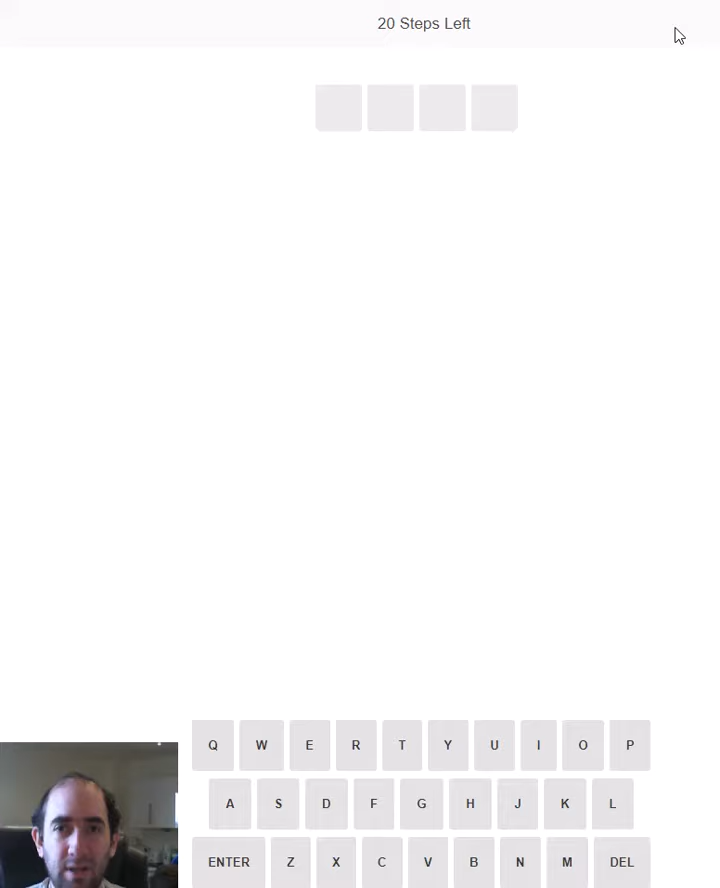 20 Steps Left
Q W E R T Y U I O P
A S D F G H J K L
ENTER Z X C V B N M DEL